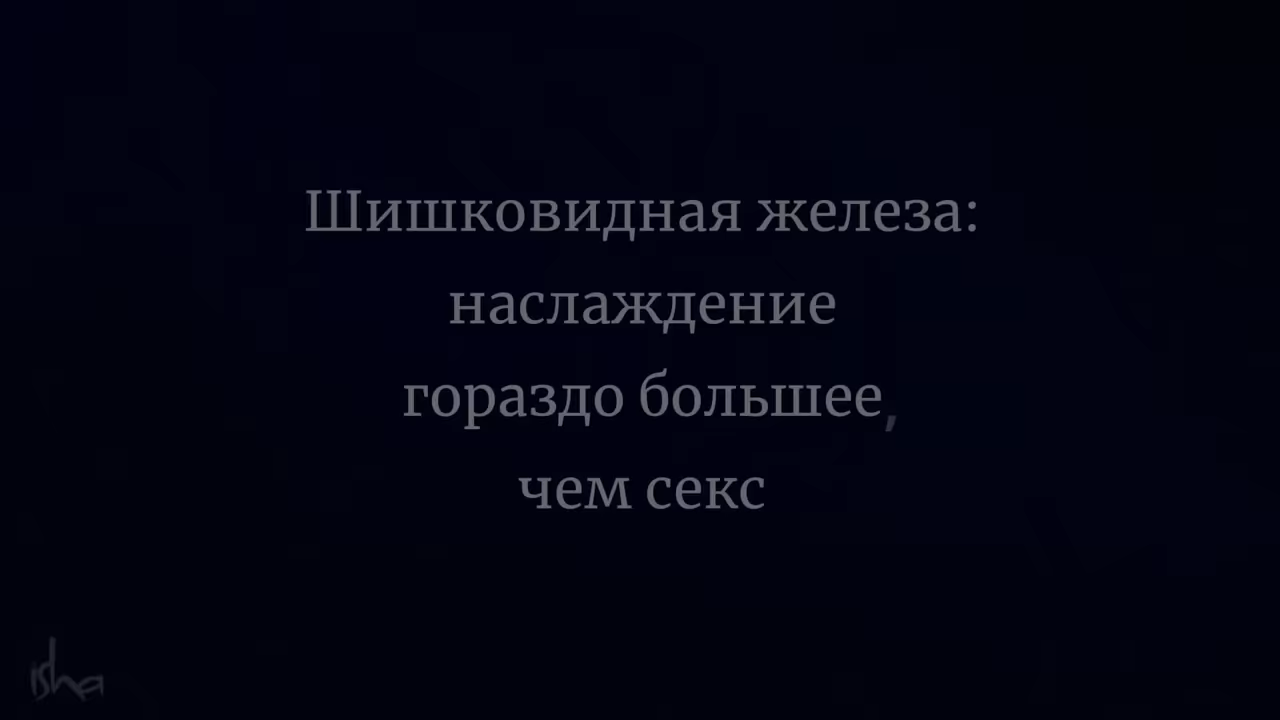 Шишковидная железа:
наслаждение
гораздо большее,
чем секс
isha